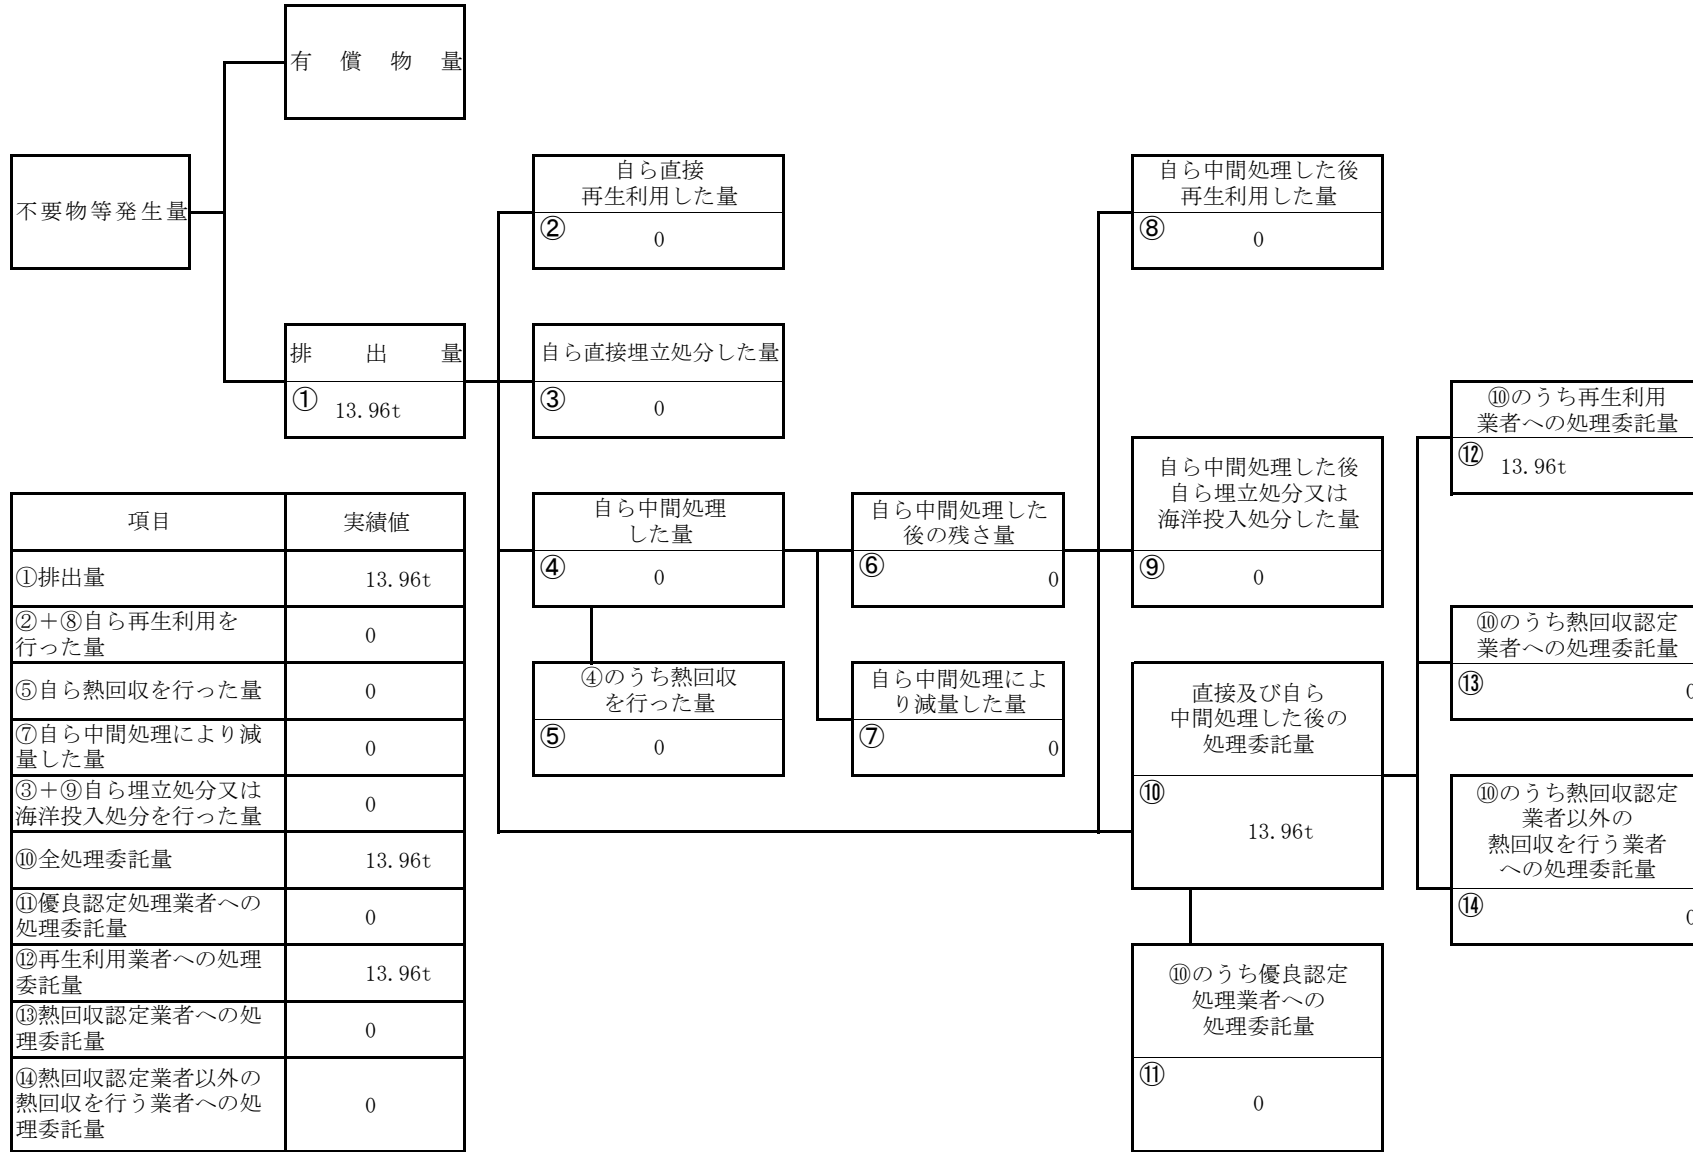 有償物量
不要物等発生量
排出量
① 13.96t
自ら直接
再生利用した量
② 0
自ら直接埋立処分した量
③ 0
自ら中間処理
した量
④ 0
④のうち熱回収
を行った量
⑤ 0
自ら中間処理した
後の残さ量
⑥ 0
自ら中間処理によ
り減量した量
⑦ 0
自ら中間処理した後
再生利用した量
⑧ 0
自ら中間処理した後
自ら埋立処分又は
海洋投入処分した量
⑨ 0
直接及び自ら
中間処理した後の
処理委託量
⑩
13.96t
⑩のうち優良認定
処理業者への
処理委託量
⑪
0
⑩のうち再生利用
業者への処理委託量
⑫ 13.96t
⑩のうち熱回収認定
業者への処理委託量
⑬ 0
⑩のうち熱回収認定
業者以外の
熱回収を行う業者
への処理委託量
⑭ 0
項目 実績値
①排出量 13.96t
②+⑧自ら再生利用を
行った量 0
⑤自ら熱回収を行った量 0
⑦自ら中間処理により減
量した量 0
③+⑨自ら埋立処分又は
海洋投入処分を行った量 0
⑩全処理委託量 13.96t
⑪優良認定処理業者への
処理委託量 0
⑫再生利用業者への処理
委託量 13.96t
⑬熱回収認定業者への処
理委託量 0
⑭熱回収認定業者以外の
熱回収を行う業者への処
理委託量 0